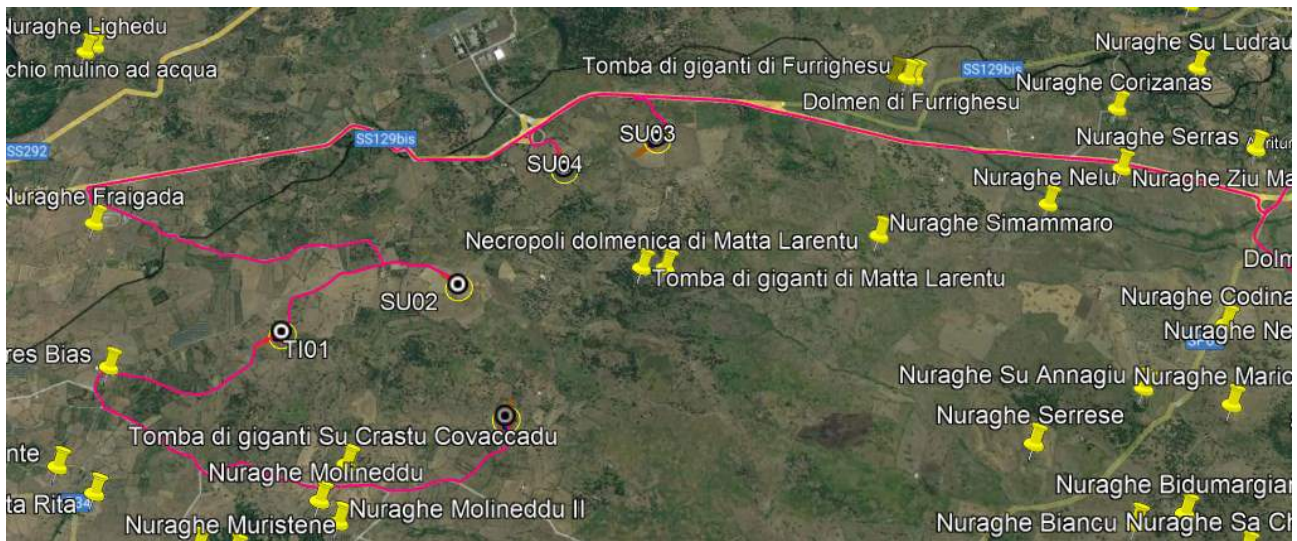 Nuraghe Lighedu
chio mulino ad acqua
SS292
SS129bis
Nuraghe Fraigada
SU04
SU03
Tomba di giganti di Furrighesu
SS129bis
Dolmen di Furrighesu
Nuraghe Su Ludrau
Nuraghe Corizanas
Nuraghe Serras
ritur
Nuraghe Nelu
Nuraghe Ziu Ma
Nuraghe Simammaro
Necropoli dolmenica di Matta Larentu
Tomba di giganti di Matta Larentu
Dolm
SU02
TI01
res Bias
Nuraghe Codina
Nuraghe Ne
Nuraghe Su Annagiu
Nuraghe Mario
Nuraghe Serrese
Tomba di giganti Su Crastu Covaccadu
Nuraghe Molineddu
Nuraghe Molineddu II
Nuraghe Muristene
nte
ta Rita
34
Nuraghe Bidumargian
Nuraghe Biancu
Nuraghe Sa Ch